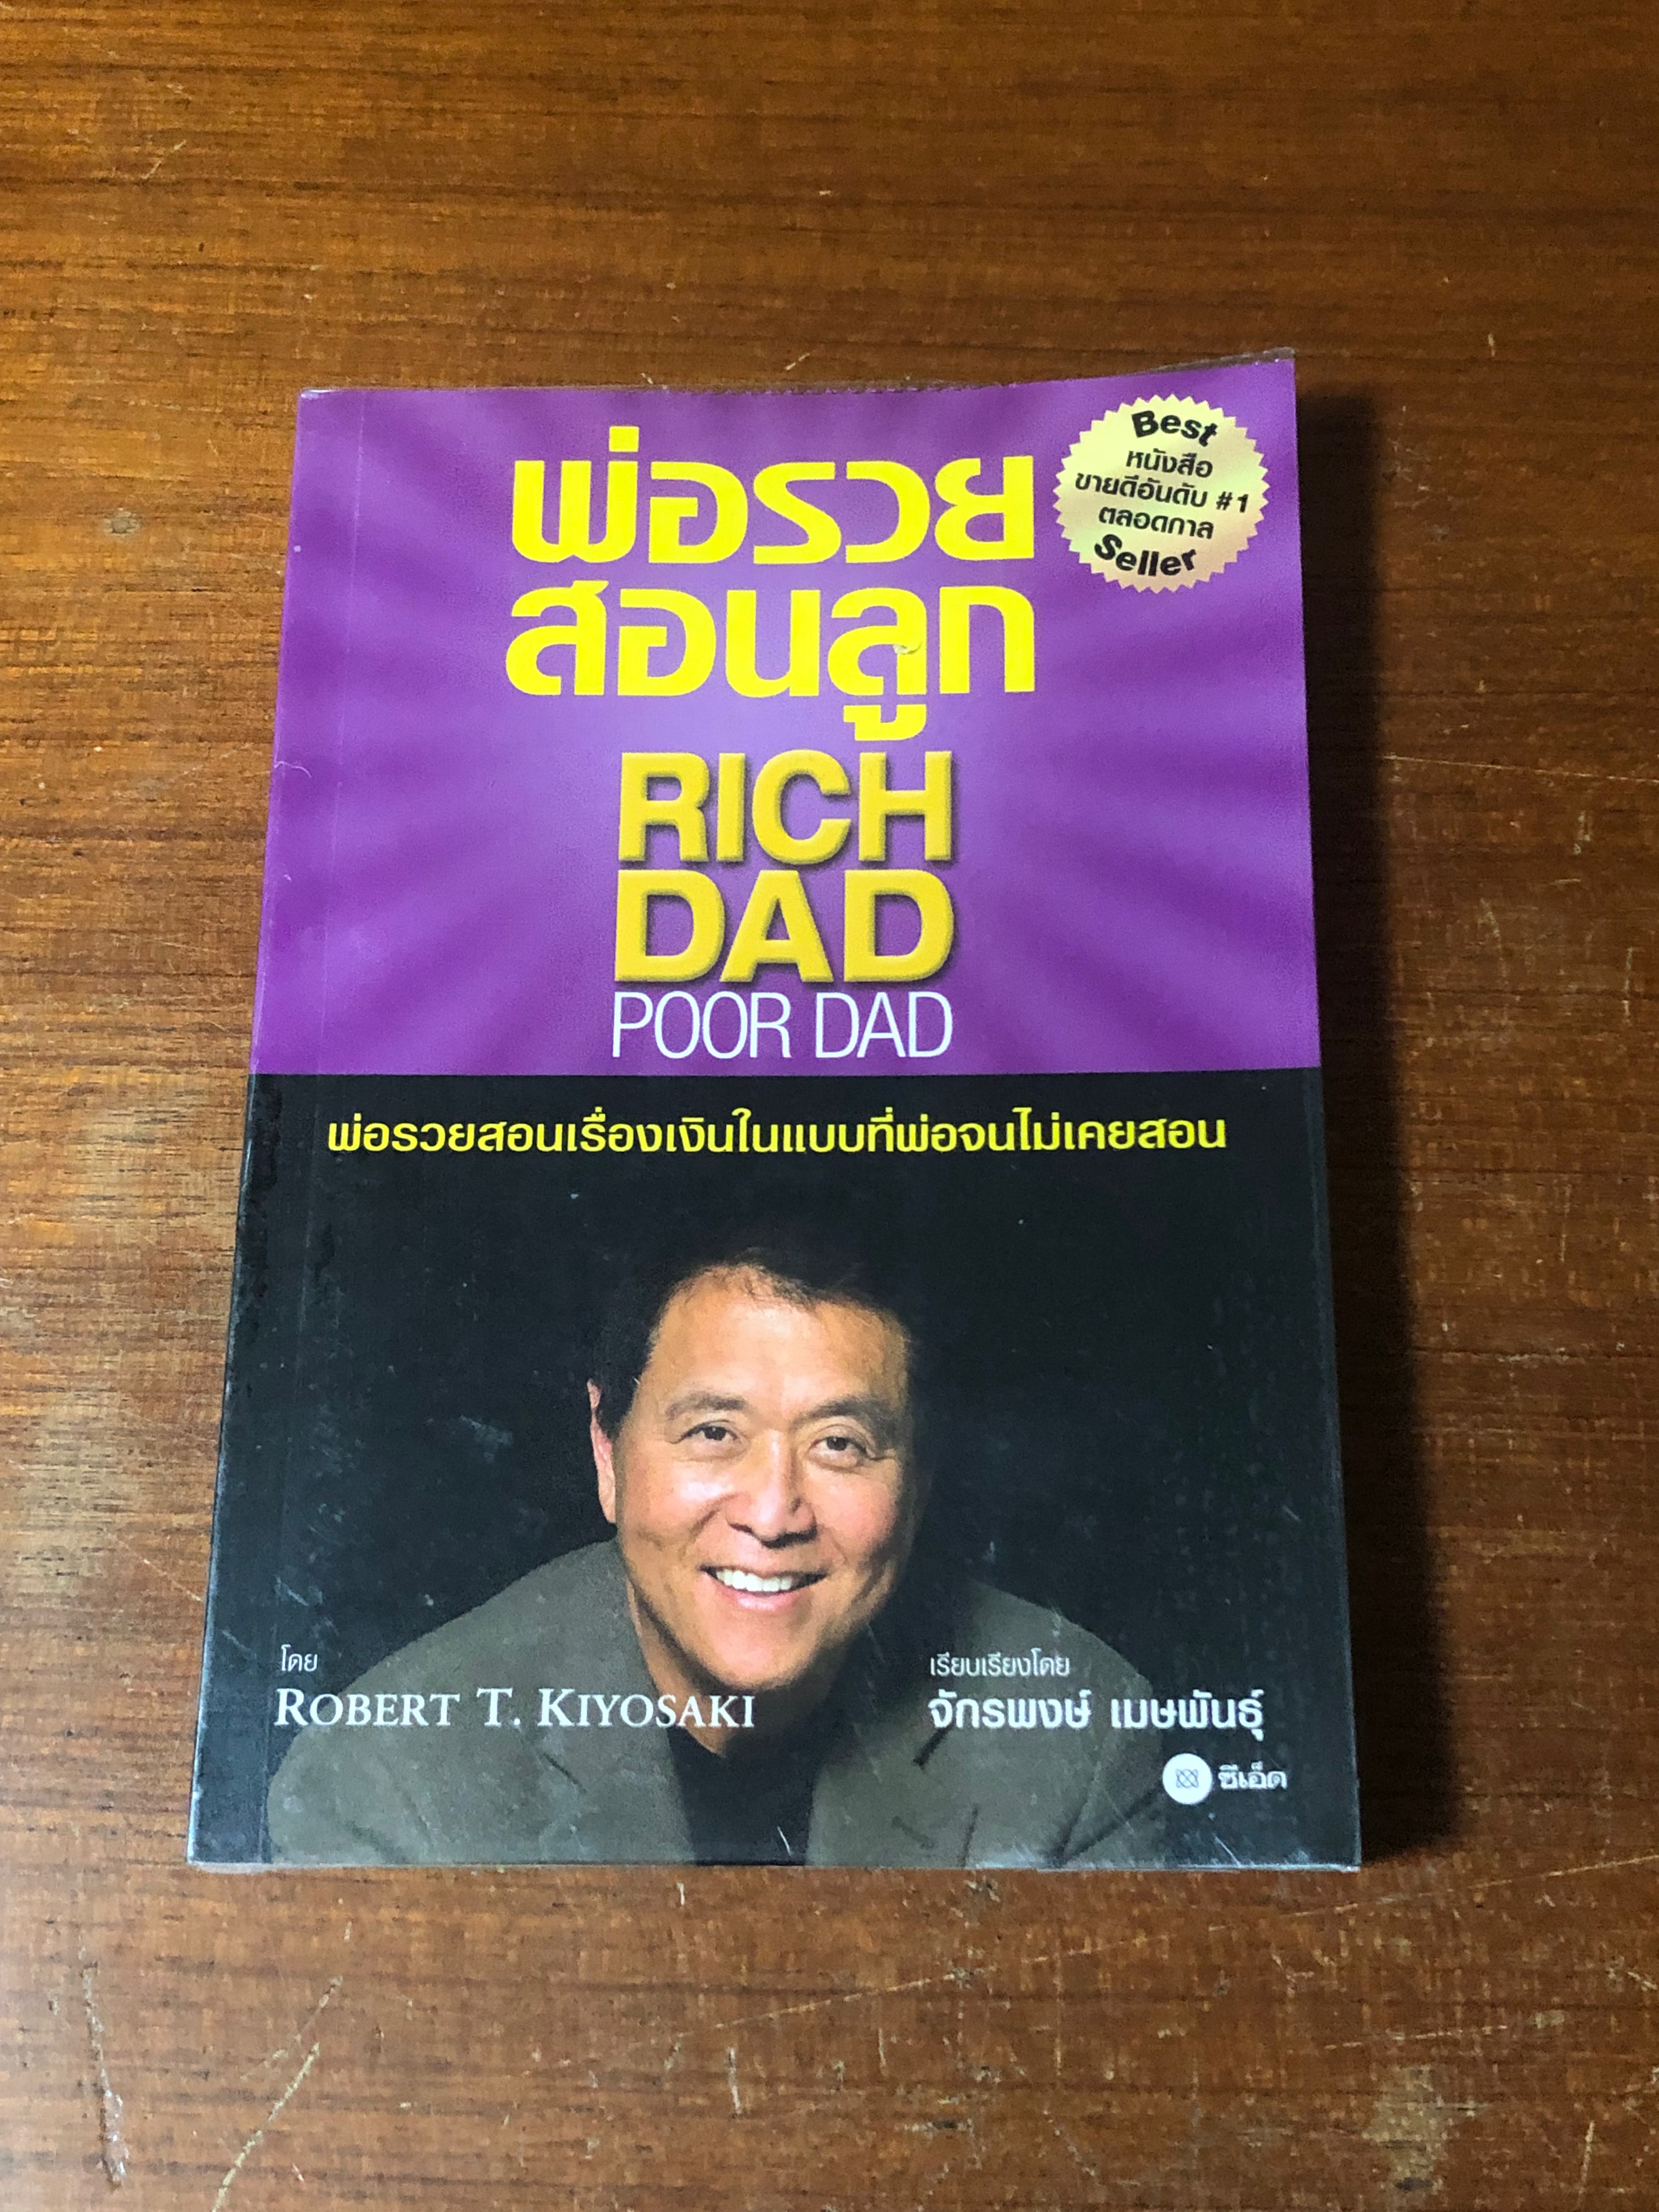 Best
หนังสือ
ขายดีอันดับ #1
ตลอดกาล
Seller
พ่อรวย
สอนลูก
RICH
DAD
POOR DAD
พ่อรวยสอนเรื่องเงินในแบบที่พ่อจนไม่เคยสอน
โดย
ROBERT T. KIYOSAKI
เรียบเรียงโดย
จักรพงษ์ เมษพันธุ์
ซีเอ็ด